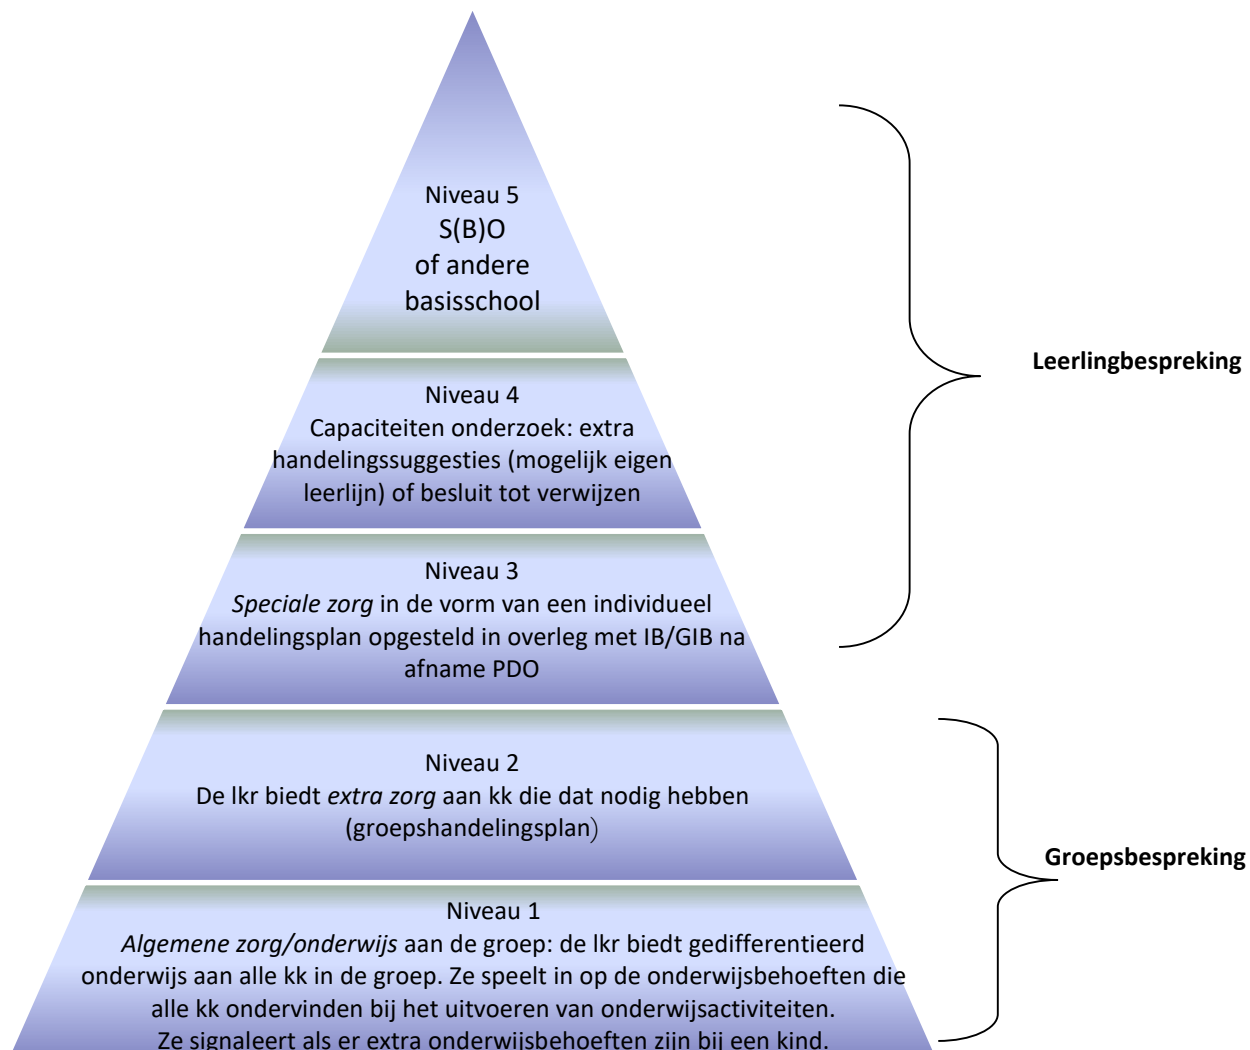 Niveau 5
S(B)O
of andere
basisschool
Leerlingbespreking
Niveau 4
Capaciteiten onderzoek: extra
handelingssuggesties (mogelijk eigen
leerlijn) of besluit tot verwijzen
Niveau 3
Speciale zorg in de vorm van een individueel
handelingsplan opgesteld in overleg met IB/GIB na
afname PDO
Niveau 2
De lkr biedt extra zorg aan kk die dat nodig hebben
(groepshandelingsplan)
Groepsbespreking
Niveau 1
Algemene zorg/onderwijs aan de groep: de lkr biedt gedifferentieerd
onderwijs aan alle kk in de groep. Ze speelt in op de onderwijsbehoeften die
alle kk ondervinden bij het uitvoeren van onderwijsactiviteiten.
Ze signaleert als er extra onderwijsbehoeften zijn bij een kind.